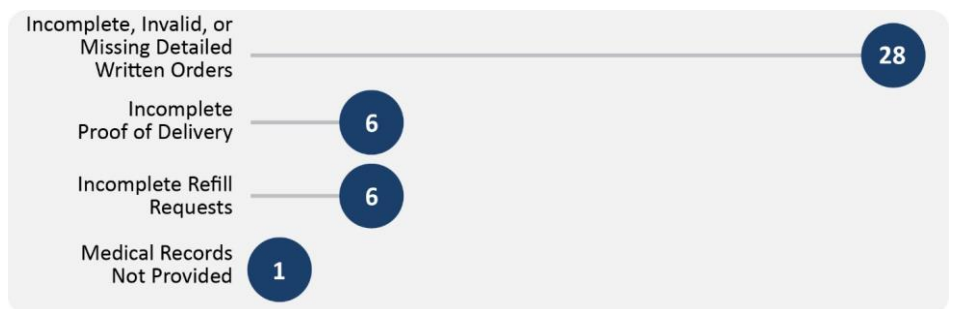 Incomplete, Invalid, or
Missing Detailed
Written Orders
28
Incomplete
Proof of Delivery
6
Incomplete Refill
Requests
6
Medical Records
Not Provided
1